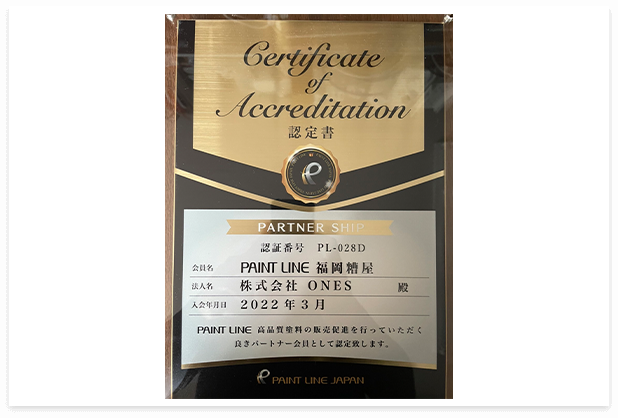 Certificate
of
Accreditation
認定書
PARTNER SHIP
認証番号 PL-028D
会員名 PAINT LINE 福岡糟屋
法人名 株式会社 ONES 殿
入会年月日 2022年3月
PAINT LINE 高品質塗料の販売促進を行っていただく
良きパートナー会員として認定致します。
PAINT LINE JAPAN